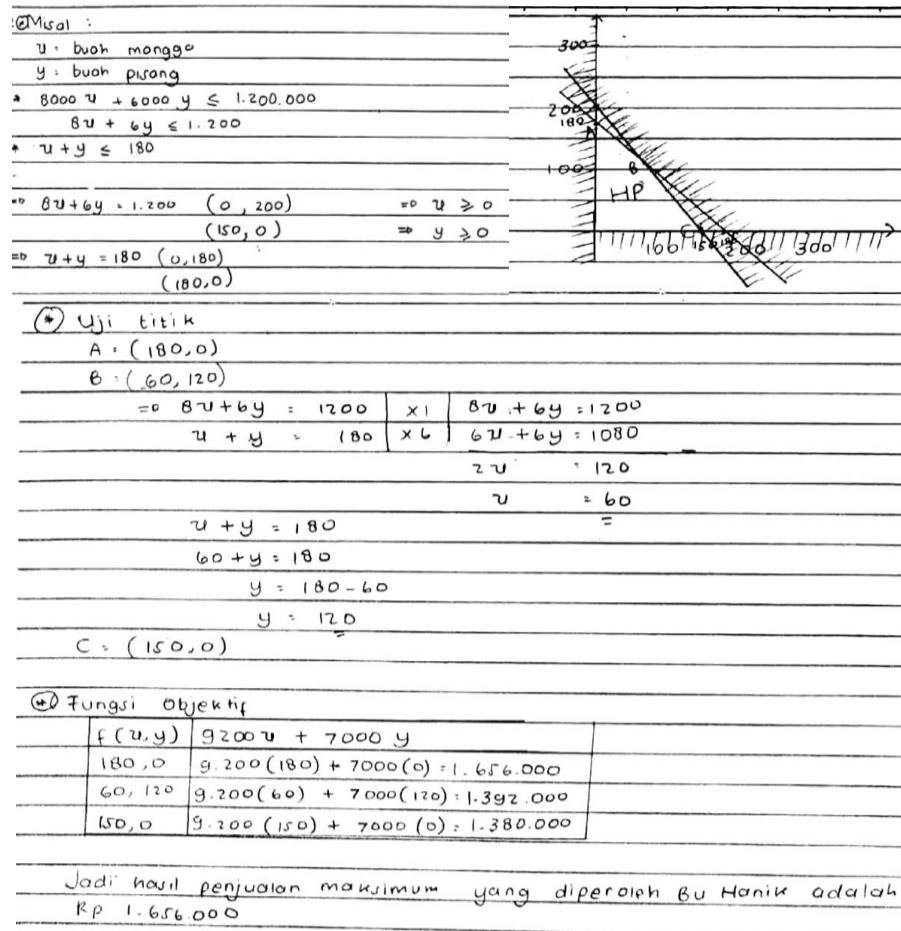 Misal :
x = buah mangga
y = buah pisang
* 8000 x + 6000 y ≤ 1.200.000
8x + 6y ≤ 1.200
* x + y ≤ 180
=> 8x + 6y = 1.200 (0, 200) => x ≥ 0
(150, 0) => y ≥ 0
=> x + y = 180 (0,180)
(180,0)
300
200
180
A
100
B
HP
C
100 150 180 200 300
(*) Uji titik
A = (180,0)
B = (60, 120)
=> 8x + 6y = 1200 | x1 | 8x + 6y = 1200
x + y = 180 | x6 | 6x + 6y = 1080
2x = 120
x = 60
x + y = 180
60 + y = 180
y = 180 - 60
y = 120
C = (150,0)
(*) Fungsi Objektif
f(x,y) | 9200 x + 7000 y
180,0 | 9.200 (180) + 7000 (0) = 1.656.000
60, 120 | 9.200(60) + 7000(120) = 1.392.000
150,0 | 9.200 (150) + 7000 (0) = 1.380.000
Jadi hasil penjualan maksimum yang diperoleh Bu Hanik adalah
Rp 1.656.000